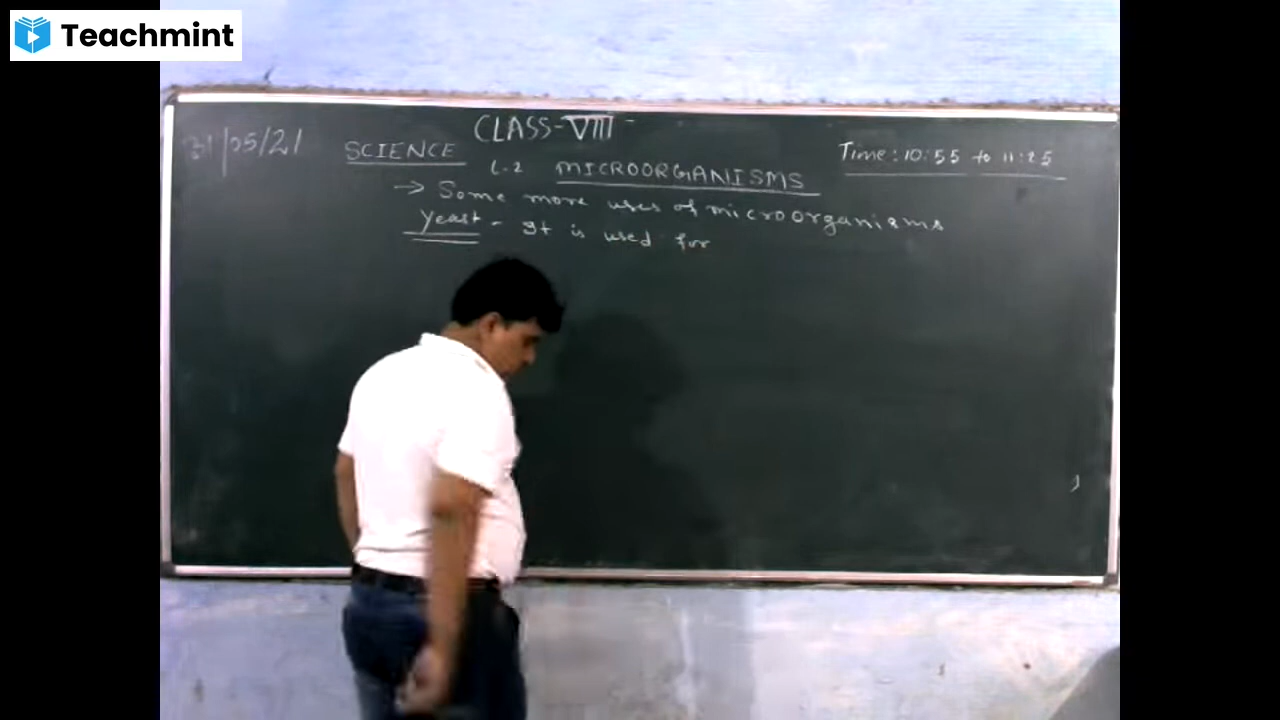 Teachmint
CLASS-VIII
31/05/21
SCIENCE
Time: 10:55 to 11:25
L-2 MICROORGANISMS
→ Some more uses of microorganisms
Yeast - It is used for